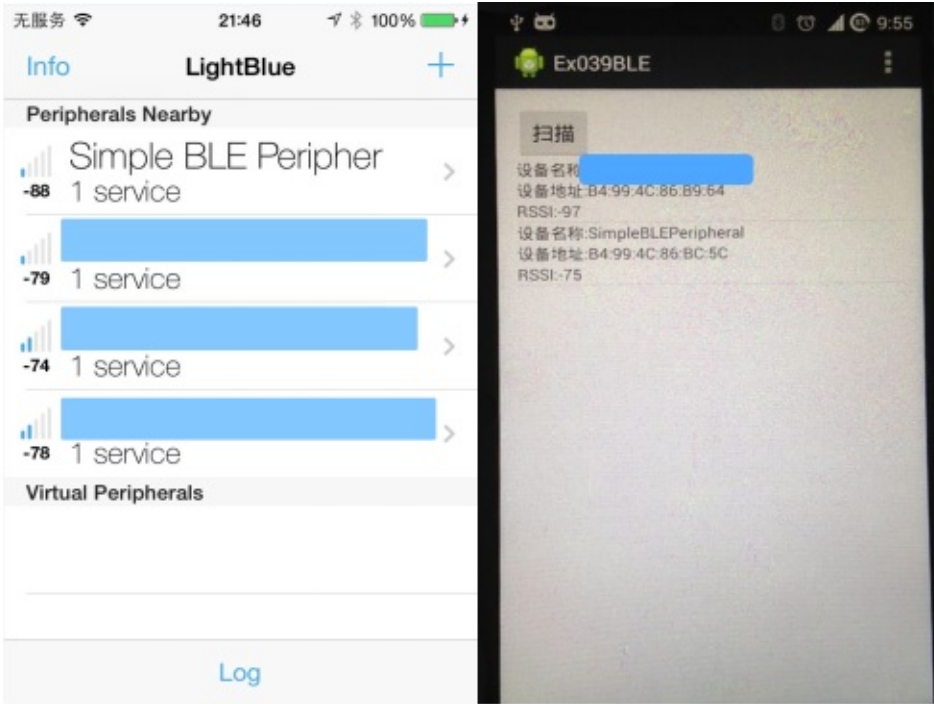 无服务 21:46 100%
Info LightBlue +
Peripherals Nearby
Simple BLE Peripher
-88 1 service
-79 1 service
-74 1 service
-78 1 service
Virtual Peripherals
Log
9:55
Ex039BLE
扫描
设备名称
设备地址:B4:99:4C:86:B9:64
RSSI:-97
设备名称:SimpleBLEPeripheral
设备地址:B4:99:4C:86:BC:5C
RSSI:-75